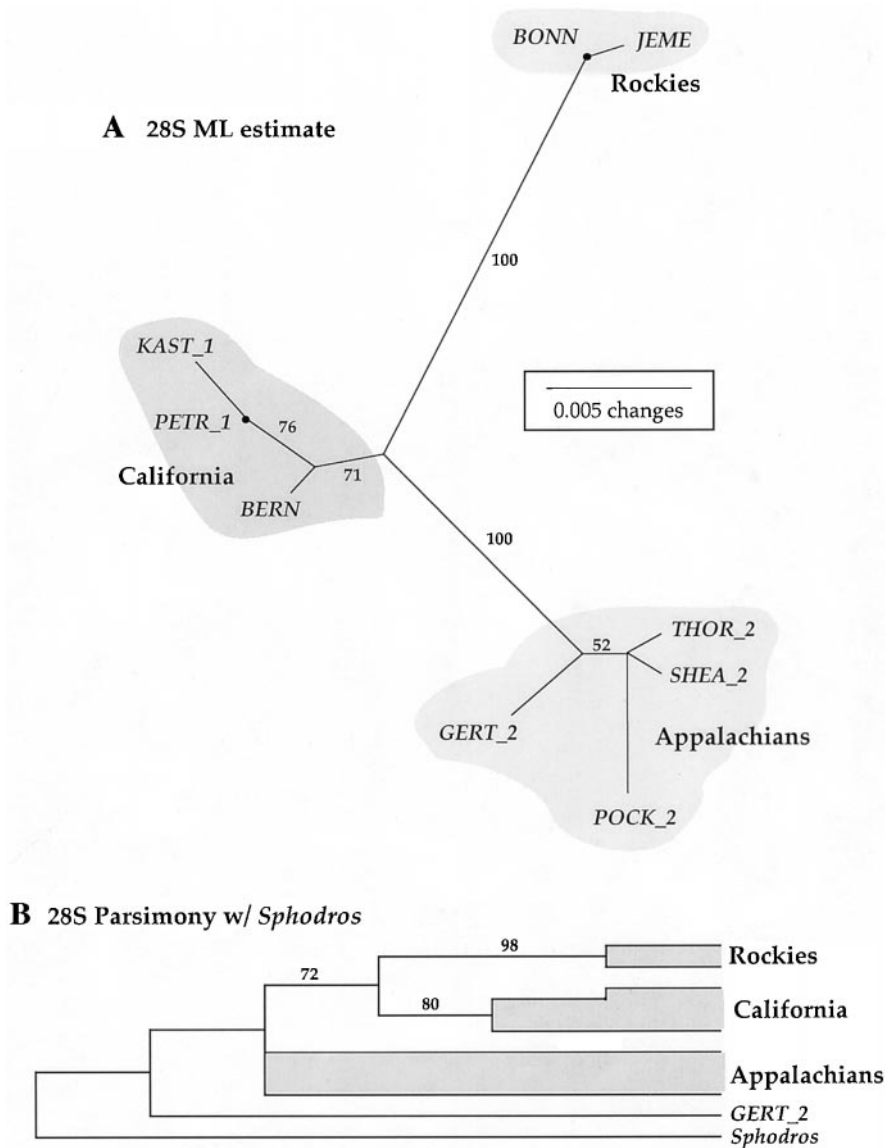 BONN
JEME
Rockies
A 28S ML estimate
100
KAST_1
0.005 changes
PETR_1
76
California
71
BERN
100
THOR_2
52
SHEA_2
GERT_2
Appalachians
POCK_2
B 28S Parsimony w/ Sphodros
98
Rockies
72
80
California
Appalachians
GERT_2
Sphodros